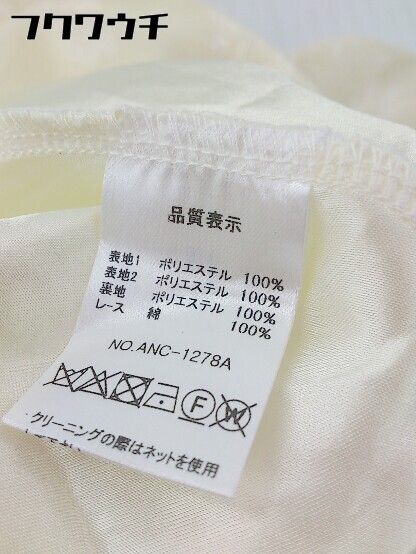 フクワウチ
品質表示
表地1 ポリエステル 100%
表地2 ポリエステル 100%
裏地 ポリエステル 100%
レース 綿 100%
NO.ANC-1278A
F
W
クリーニングの際はネットを使用